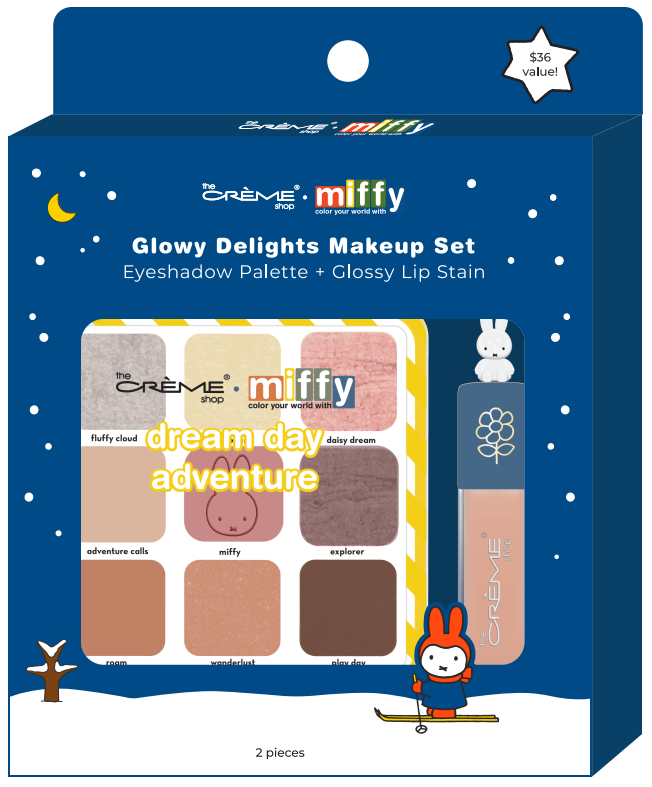 $36
value!
the
CRÈME®
shop
miffy
color your world with
the
CRÈME®
shop
miffy
color your world with
Glowy Delights Makeup Set
Eyeshadow Palette + Glossy Lip Stain
the
CRÈME®
shop
miffy
color your world with
fluffy cloud
daisy dream
dream day
adventure
adventure calls
miffy
explorer
the
CRÈME
shop
roam
wanderlust
play day
2 pieces